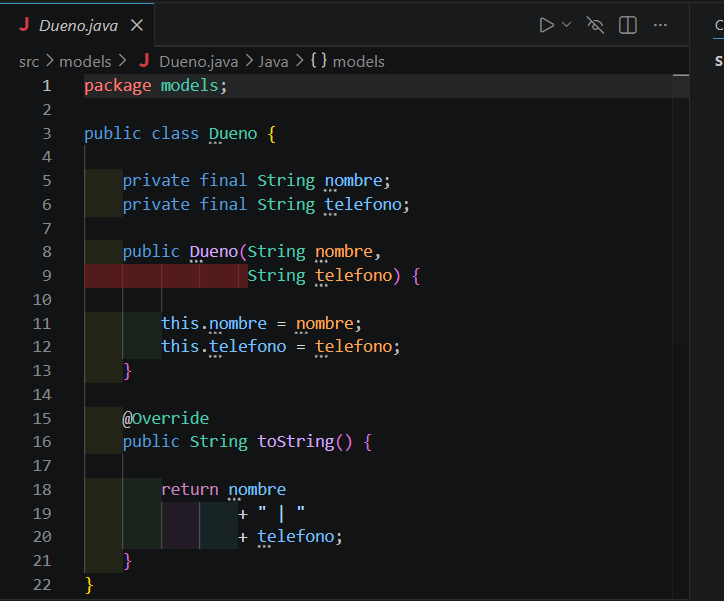 J Dueno.java ×
src > models > J Dueno.java > Java > {} models
1 package models;
2
3 public class Dueno {
4
5     private final String nombre;
6     private final String telefono;
7
8     public Dueno(String nombre,
9                  String telefono) {
10
11         this.nombre = nombre;
12         this.telefono = telefono;
13     }
14
15     @Override
16     public String toString() {
17
18         return nombre
19                 + " | "
20                 + telefono;
21     }
22 }